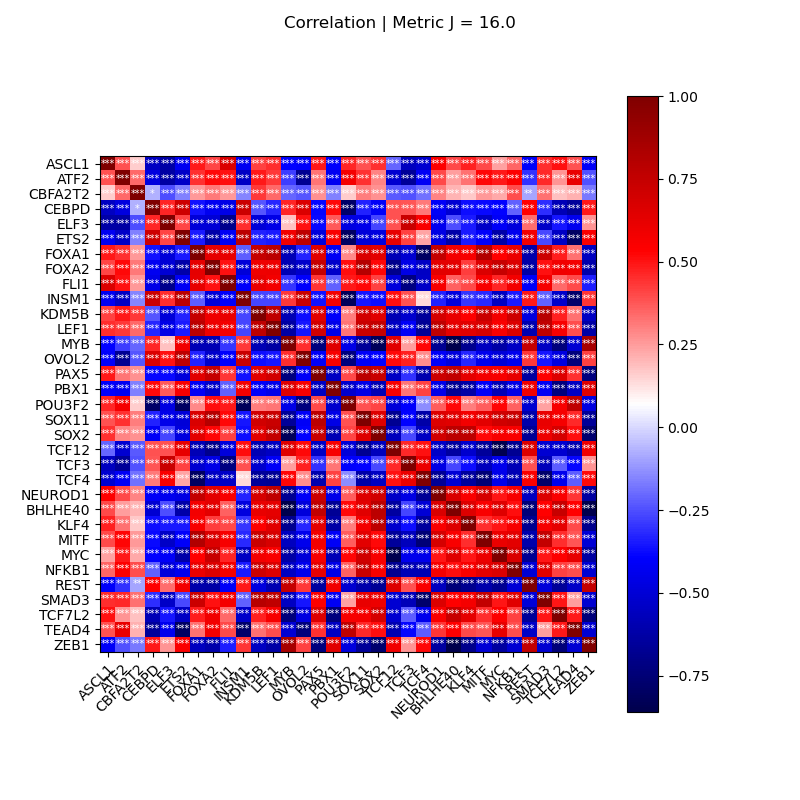 Correlation | Metric J = 16.0
1.00
0.75
0.50
0.25
0.00
−0.25
−0.50
−0.75
ASCL1
ATF2
CBFA2T2
CEBPD
ELF3
ETS2
FOXA1
FOXA2
FLI1
INSM1
KDM5B
LEF1
MYB
OVOL2
PAX5
PBX1
POU3F2
SOX11
SOX2
TCF12
TCF3
TCF4
NEUROD1
BHLHE40
KLF4
MITF
MYC
NFKB1
REST
SMAD3
TCF7L2
TEAD4
ZEB1
ASCL1
ATF2
CBFA2T2
CEBPD
ELF3
ETS2
FOXA1
FOXA2
FLI1
INSM1
KDM5B
LEF1
MYB
OVOL2
PAX5
PBX1
POU3F2
SOX11
SOX2
TCF12
TCF3
TCF4
NEUROD1
BHLHE40
KLF4
MITF
MYC
NFKB1
REST
SMAD3
TCF7L2
TEAD4
ZEB1